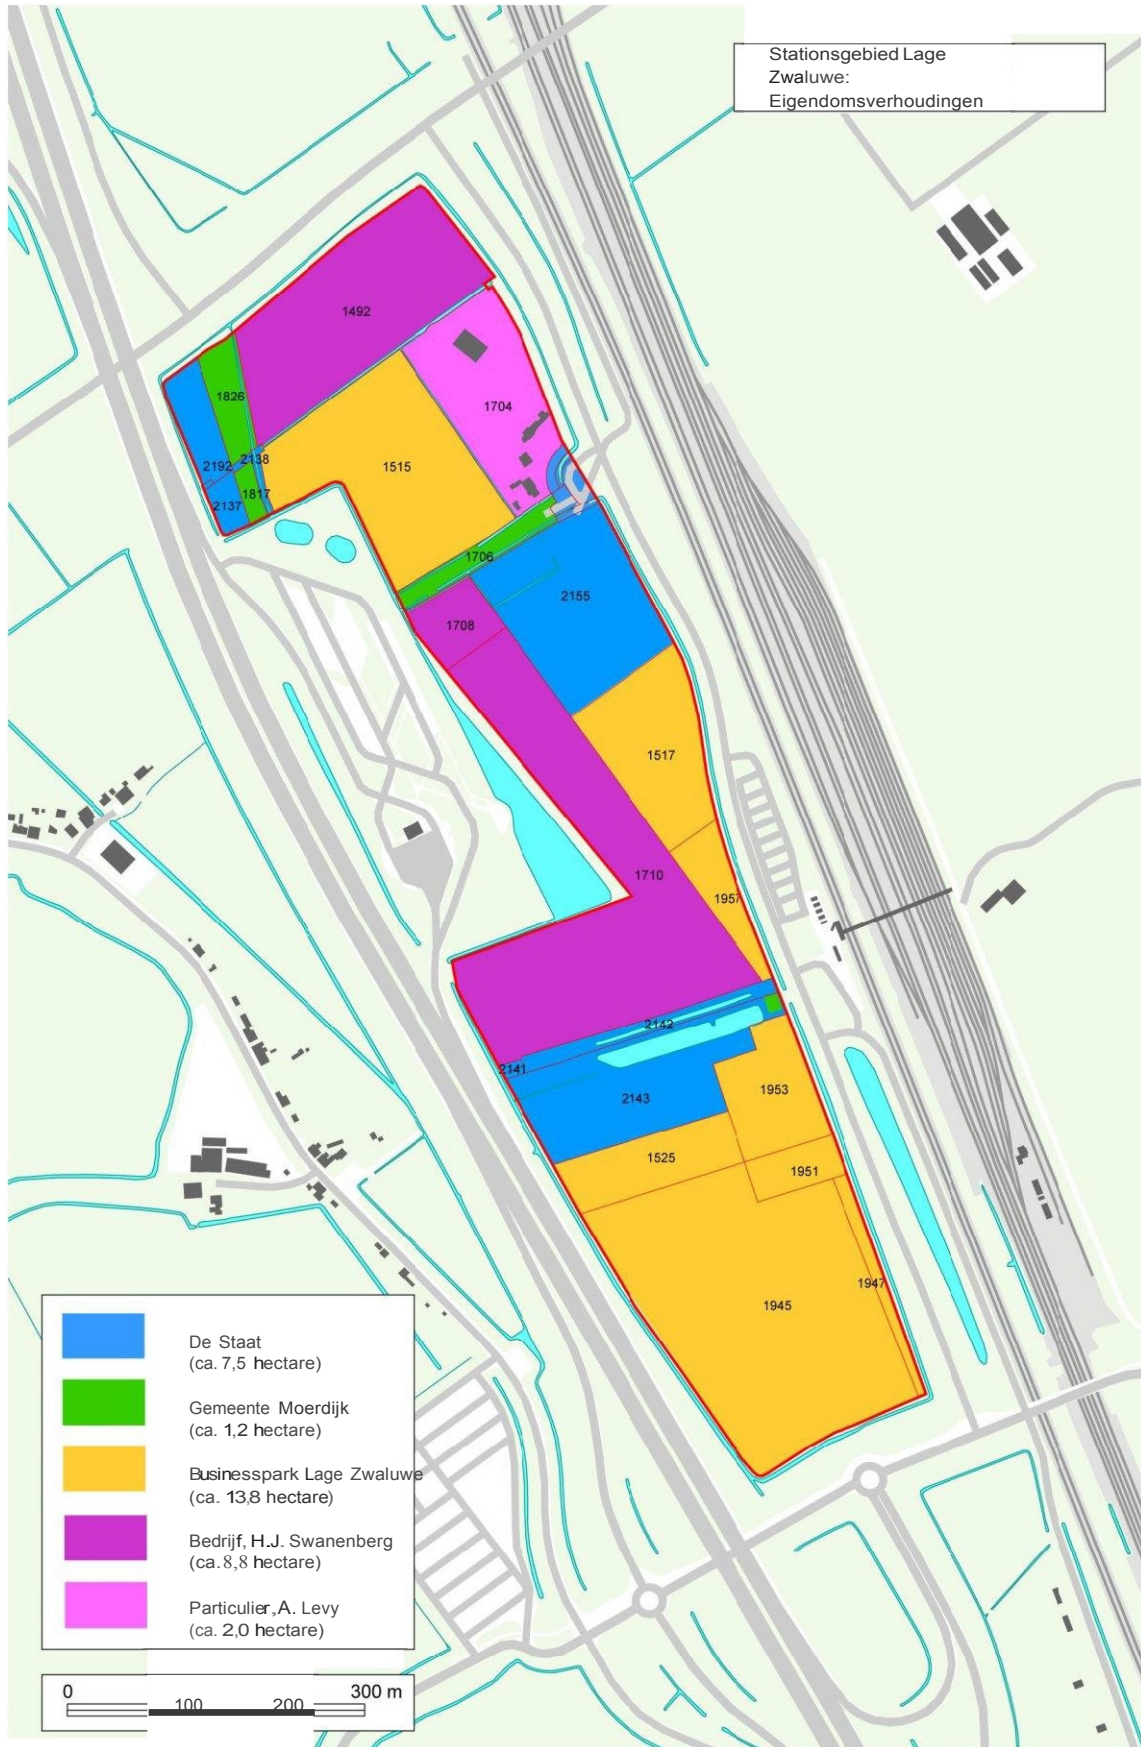 Stationsgebied Lage
Zwaluwe:
Eigendomsverhoudingen
1492
1826
1704
2138
2192
1515
1817
2137
1706
2155
1708
1517
1710
1957
2142
2141
2143
1953
1525
1951
1947
1945
De Staat
(ca. 7,5 hectare)
Gemeente Moerdijk
(ca. 1,2 hectare)
Businesspark Lage Zwaluwe
(ca. 13,8 hectare)
Bedrijf, H.J. Swanenberg
(ca. 8,8 hectare)
Particulier, A. Levy
(ca. 2,0 hectare)
0 100 200 300 m